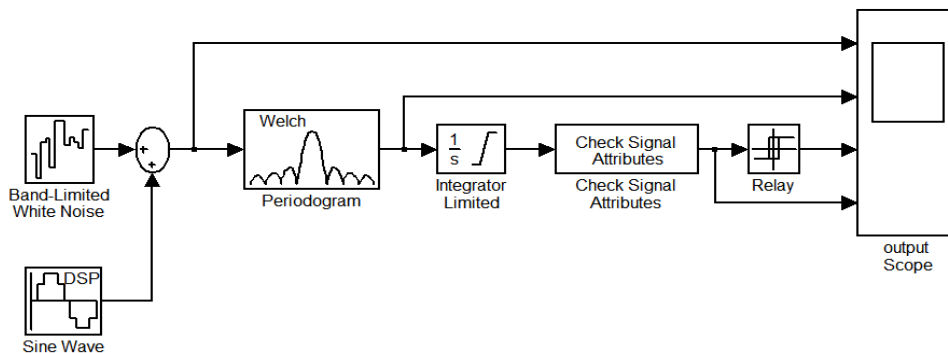 Band-Limited
White Noise
+
+
DSP
Sine Wave
Welch
Periodogram
1
s
Integrator
Limited
Check Signal
Attributes
Check Signal
Attributes
Relay
output
Scope